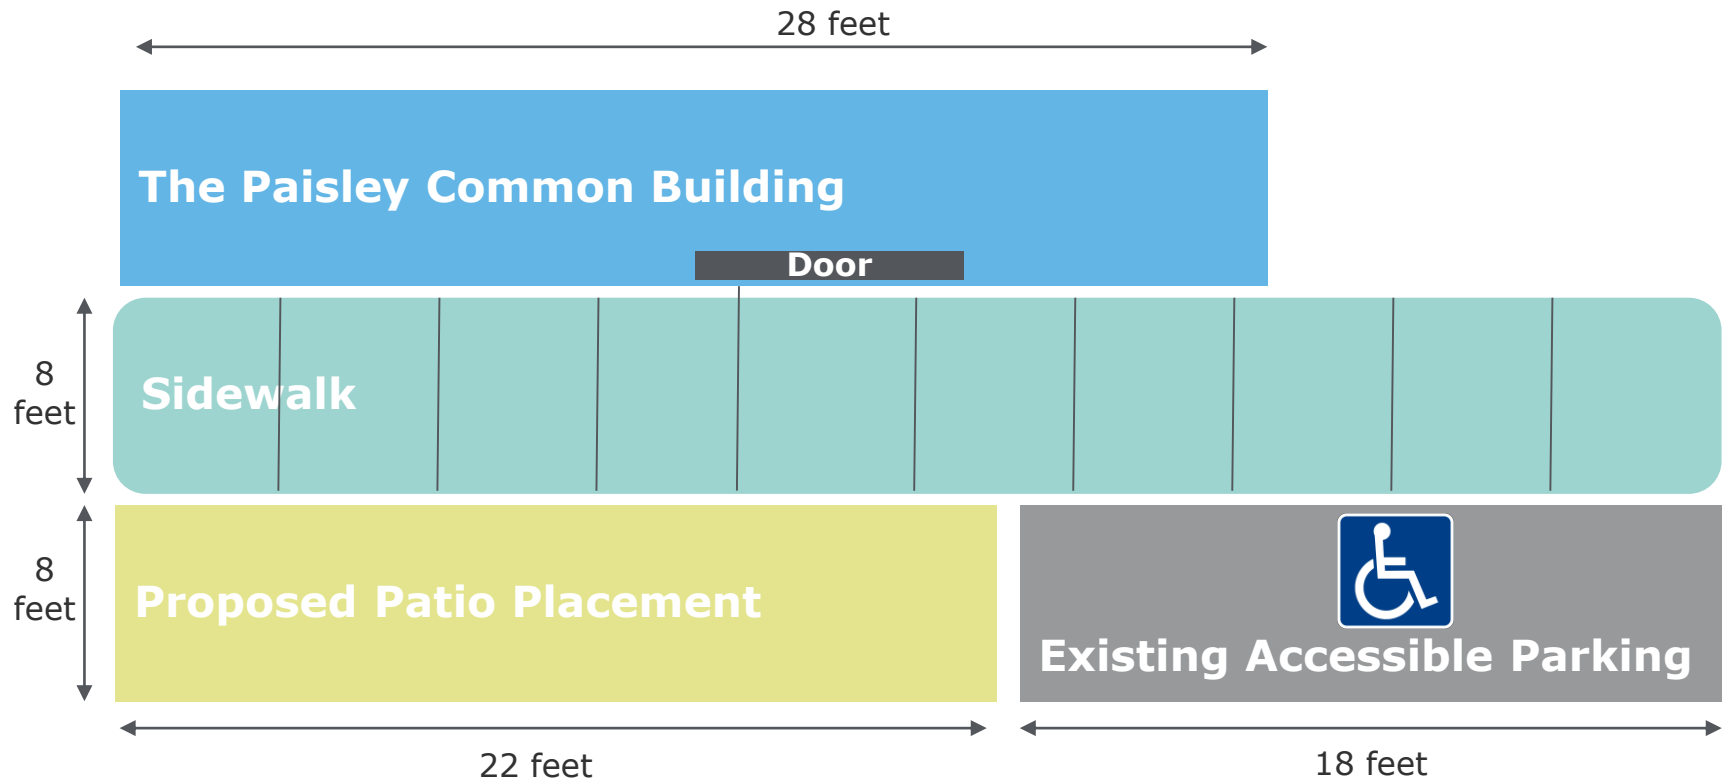 28 feet
The Paisley Common Building
Door
8
feet
Sidewalk
8
feet
Proposed Patio Placement
Existing Accessible Parking
22 feet
18 feet